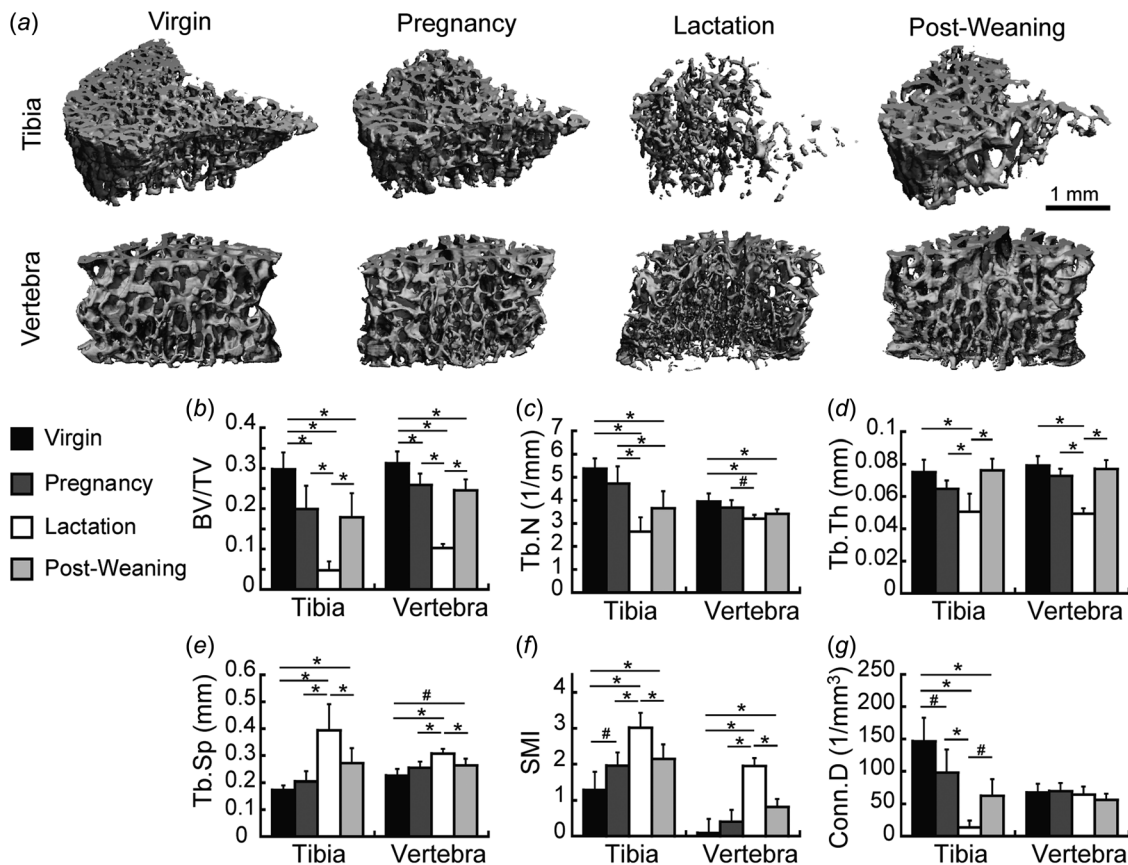 (a)
Virgin Pregnancy Lactation Post-Weaning
Tibia
1 mm
Vertebra
Virgin
Pregnancy
Lactation
Post-Weaning
(b)
BV/TV
0.4
0.3
0.2
0.1
0
* * * * * * * * * *
Tibia Vertebra
(c)
Tb.N (1/mm)
7
6
5
4
3
2
1
0
* * * * * * #
Tibia Vertebra
(d)
Tb.Th (mm)
0.1
0.08
0.06
0.04
0.02
0
* * * * * *
Tibia Vertebra
(e)
Tb.Sp (mm)
0.6
0.5
0.4
0.3
0.2
0.1
0
* * * * # * * *
Tibia Vertebra
(f)
SMI
4
3
2
1
0
* * * * # * * * *
Tibia Vertebra
(g)
Conn.D (1/mm³)
250
200
150
100
50
0
* * # * #
Tibia Vertebra